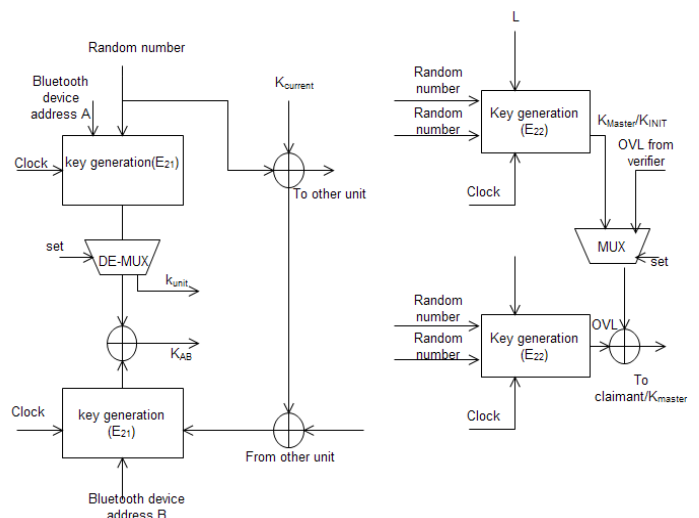 Random number
Bluetooth
device
address A
Kcurrent
Clock
key generation(E21)
To other unit
set
DE-MUX
kunit
KAB
Clock
key generation
(E21)
From other unit
Bluetooth device
address B
L
Random
number
Random
number
Key generation
(E22)
KMaster/KINIT
OVL from
verifier
Clock
MUX
set
Random
number
Random
number
Key generation
(E22)
OVL
Clock
To
claimant/Kmaster